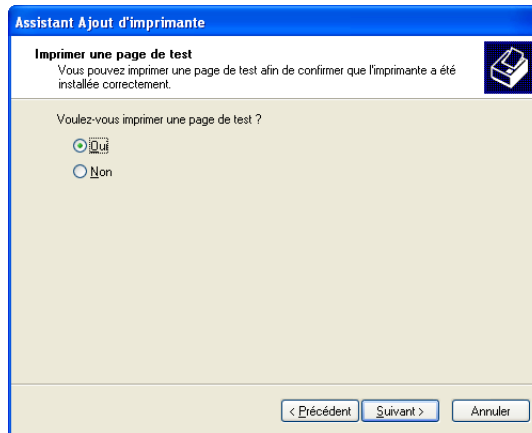 Assistant Ajout d'imprimante
Imprimer une page de test
Vous pouvez imprimer une page de test afin de confirmer que l'imprimante a été
installée correctement.
Voulez-vous imprimer une page de test ?
Oui
Non
< Précédent
Suivant >
Annuler